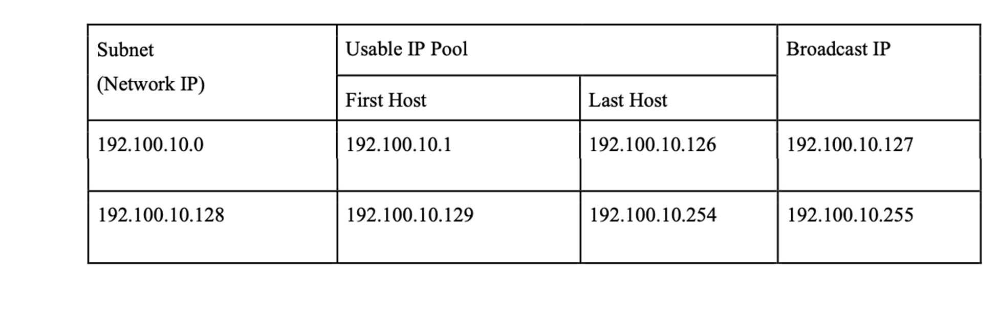 Subnet
(Network IP)
Usable IP Pool
Broadcast IP
First Host
Last Host
192.100.10.0
192.100.10.1
192.100.10.126
192.100.10.127
192.100.10.128
192.100.10.129
192.100.10.254
192.100.10.255